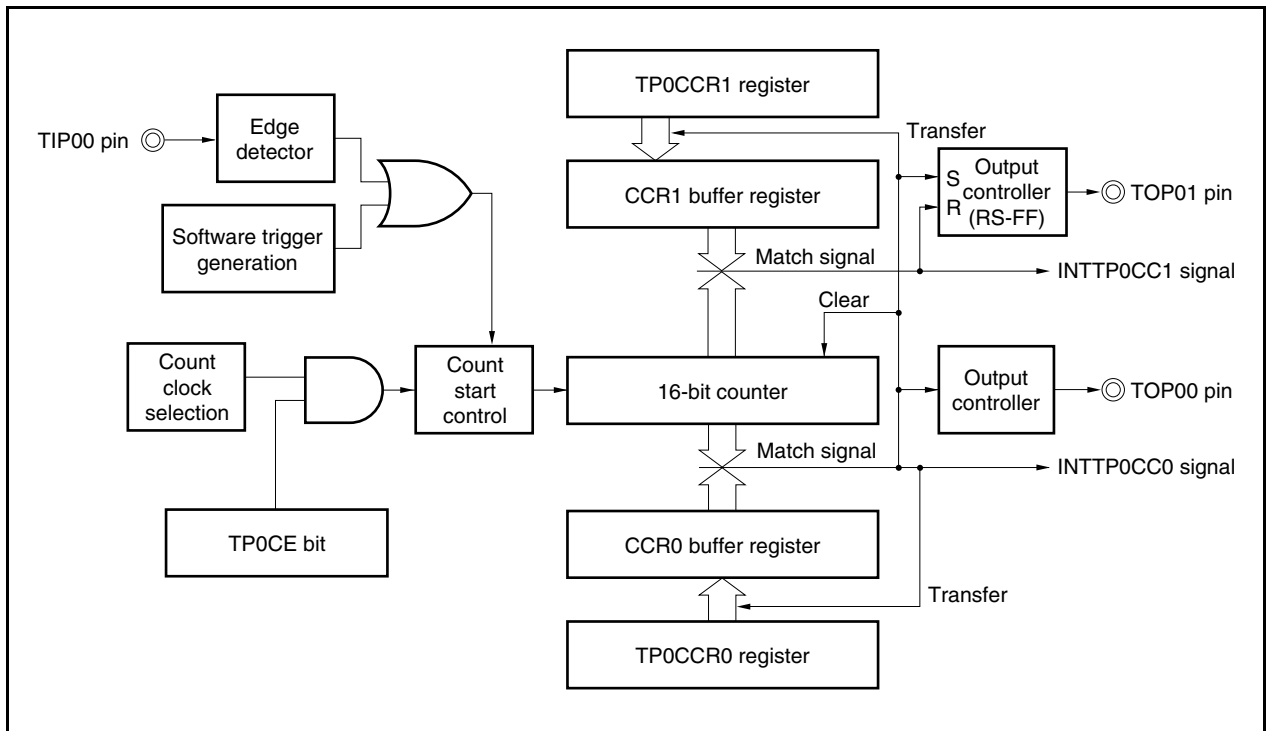 TP0CCR1 register
TIP00 pin
Edge
detector
Transfer
CCR1 buffer register
S
R
Output
controller
(RS-FF)
TOP01 pin
Software trigger
generation
Match signal
INTTP0CC1 signal
Clear
Count
clock
selection
Count
start
control
16-bit counter
Output
controller
TOP00 pin
Match signal
INTTP0CC0 signal
TP0CE bit
CCR0 buffer register
Transfer
TP0CCR0 register